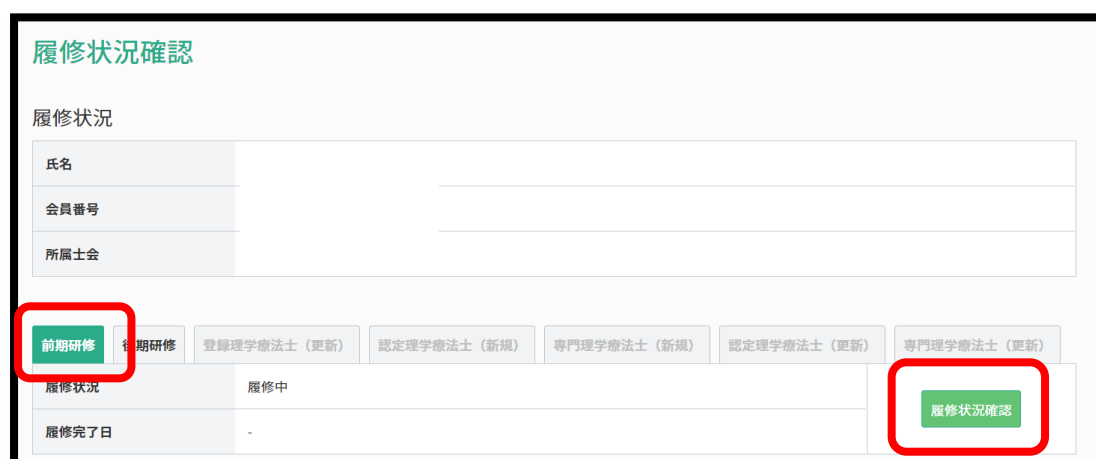 履修状況確認
履修状況
氏名
会員番号
所属士会
前期研修 後期研修 登録理学療法士（更新） 認定理学療法士（新規） 専門理学療法士（新規） 認定理学療法士（更新） 専門理学療法士（更新）
履修状況 履修中
履修状況確認
履修完了日 -